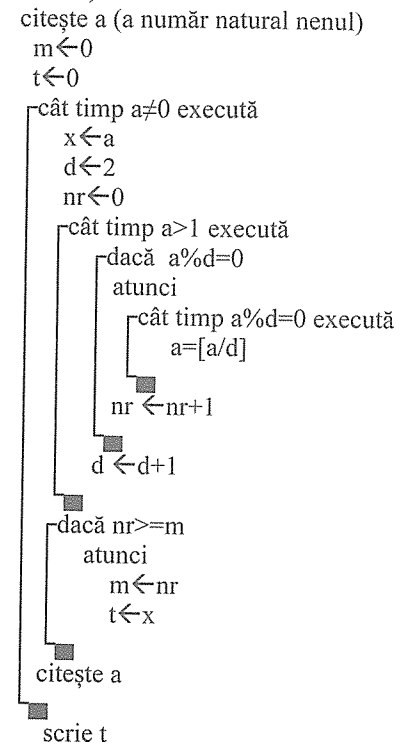 citește a (a număr natural nenul)
m←0
t←0
cât timp a≠0 execută
x←a
d←2
nr←0
cât timp a>1 execută
dacă a%d=0
atunci
cât timp a%d=0 execută
a=[a/d]
nr ←nr+1
d ←d+1
dacă nr>=m
atunci
m←nr
t←x
citește a
scrie t